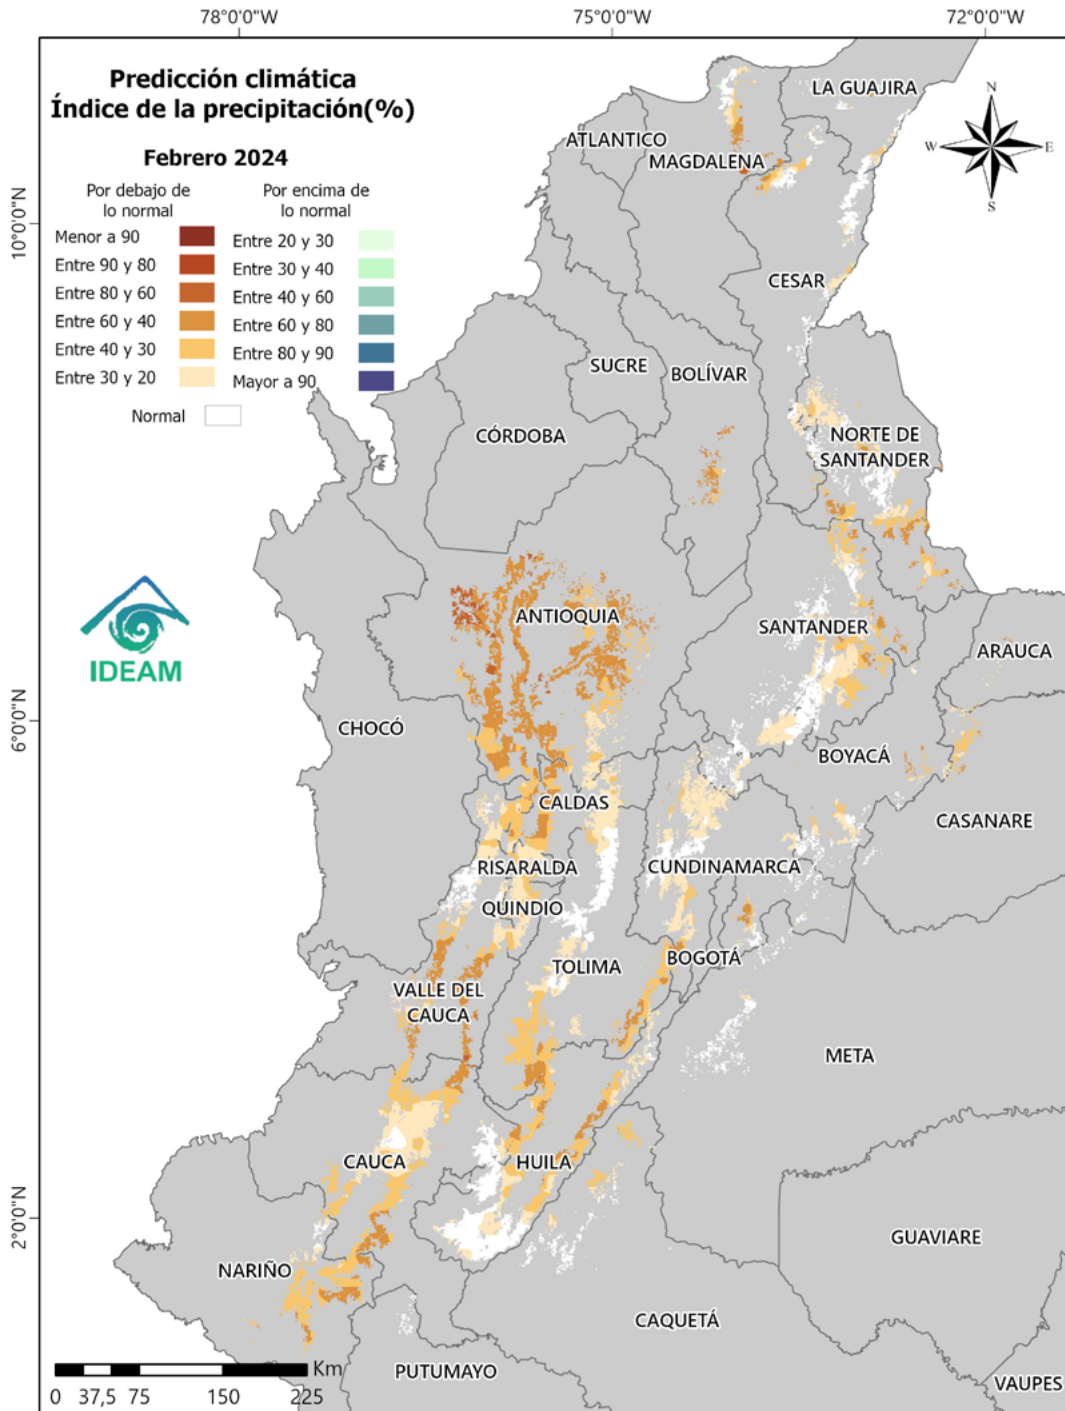 78°0'0"W
75°0'0"W
72°0'0"W
Predicción climática
Índice de la precipitación(%)
Febrero 2024
Por debajo de
lo normal
Por encima de
lo normal
Menor a 90
Entre 90 y 80
Entre 80 y 60
Entre 60 y 40
Entre 40 y 30
Entre 30 y 20
Entre 20 y 30
Entre 30 y 40
Entre 40 y 60
Entre 60 y 80
Entre 80 y 90
Mayor a 90
Normal
N
W
E
S
10°0'0"N
6°0'0"N
2°0'0"N
LA GUAJIRA
ATLANTICO
MAGDALENA
CESAR
SUCRE
BOLÍVAR
CÓRDOBA
NORTE DE
SANTANDER
ANTIOQUIA
SANTANDER
ARAUCA
IDEAM
CHOCÓ
BOYACÁ
CALDAS
CASANARE
RISARALDA
CUNDINAMARCA
QUINDIO
TOLIMA
BOGOTÁ
VALLE DEL
CAUCA
META
CAUCA
HUILA
GUAVIARE
NARIÑO
CAQUETÁ
PUTUMAYO
VAUPES
Km
0 37,5 75 150 225